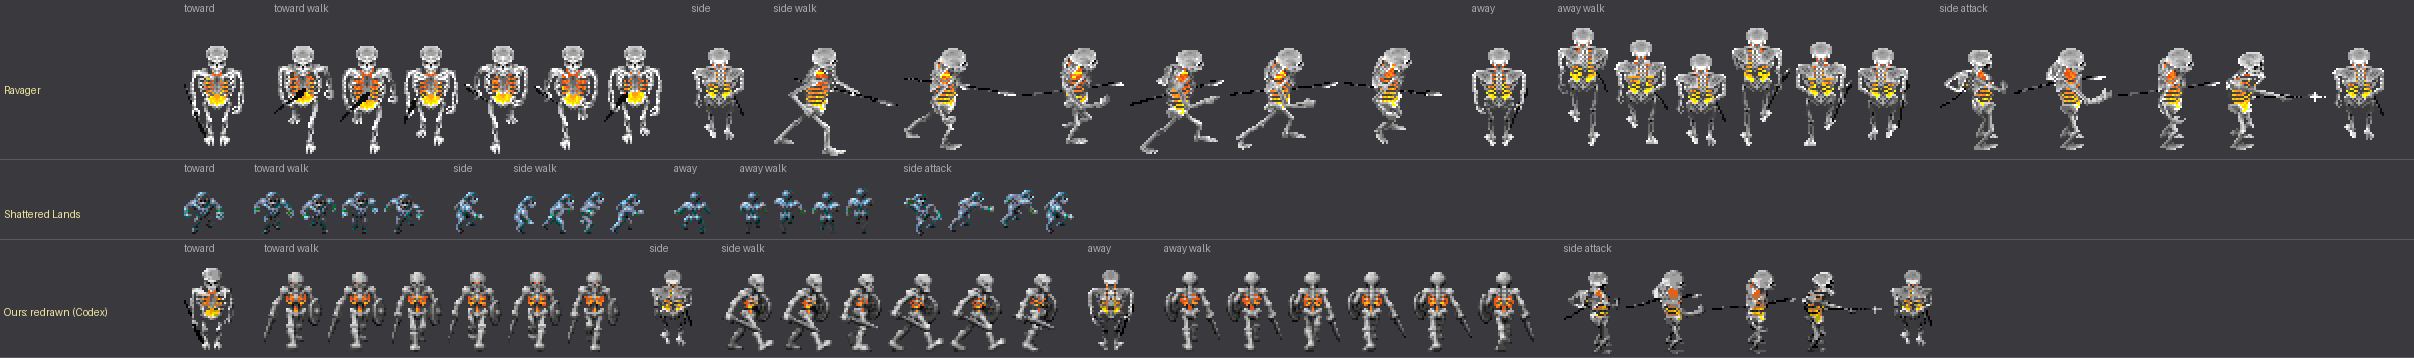 toward toward walk side side walk away away walk side attack
Ravager
toward toward walk side side walk away away walk side attack
Shattered Lands
toward toward walk side side walk away away walk side attack
Ours: redrawn (Codex)